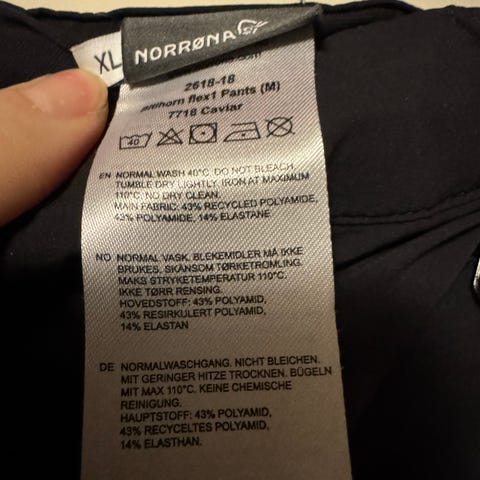 XL
NORRØNA
2618-18
flex1 Pants (M)
7718 Caviar
40
EN NORMAL WASH 40°C. DO NOT BLEACH.
TUMBLE DRY LIGHTLY. IRON AT MAXIMUM
110°C. NO DRY CLEAN.
MAIN FABRIC: 43% RECYCLED POLYAMIDE,
43% POLYAMIDE, 14% ELASTANE
NO NORMAL VASK. BLEKEMIDLER MÅ IKKE
BRUKES. SKÅNSOM TØRKETROMLING.
MAKS STRYKETEMPERATUR 110°C.
IKKE TØRR RENSING.
HOVEDSTOFF: 43% POLYAMID,
43% RESIRKULERT POLYAMID,
14% ELASTAN
DE NORMALWASCHGANG. NICHT BLEICHEN.
MIT GERINGER HITZE TROCKNEN. BÜGELN
MIT MAX 110°C. KEINE CHEMISCHE
REINIGUNG.
HAUPTSTOFF: 43% POLYAMID,
43% RECYCELTES POLYAMID,
14% ELASTHAN.